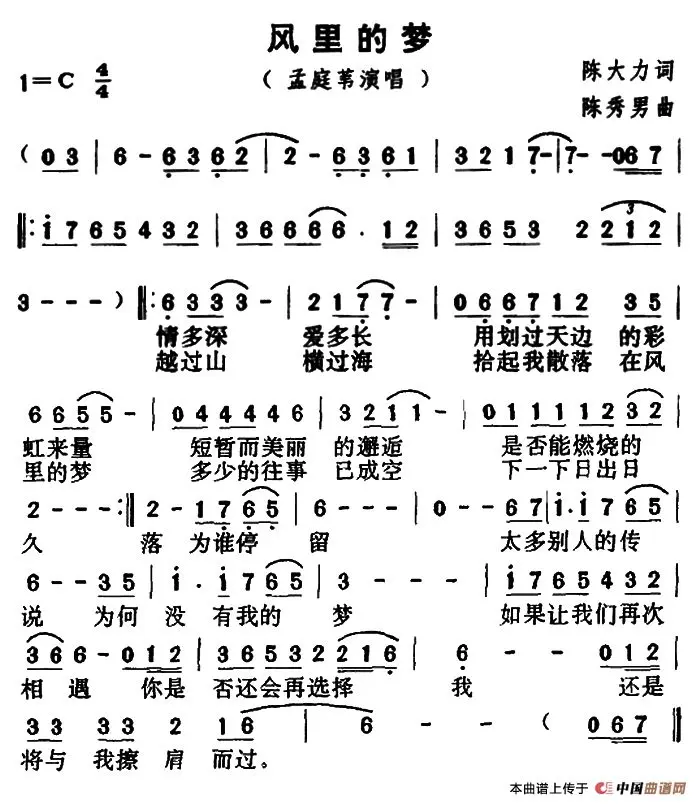 风里的梦
1=C 4/4
(孟庭苇演唱)
陈大力词
陈秀男曲
( 0 3 | 6 - 6 3 6 2 | 2 - 6 3 6 1 | 3 2 1 7 - | 7 - - 0 6 7 |
‖: i 7 6 5 4 3 2 | 3 6 6 6 6 · 1 2 | 3 6 5 3 2 2 1 2 |
3 - - - ) ‖: 6 3 3 3 - | 2 1 7 7 - | 0 6 6 7 1 2 3 5 |
情多深 爱多长 用划过天边 的彩
越过山 横过海 拾起我散落 在风
6 6 5 5 - | 0 4 4 4 4 4 6 | 3 2 1 1 - | 0 1 1 1 1 2 3 2 |
虹来量 短暂而美丽 的邂逅 是否能燃烧的
里的梦 多少的往事 已成空 下一下日出日
2 - - - :‖ 2 - 1 7 6 5 | 6 - - - | 0 - - 6 7 | i · i 7 6 5 |
久 落 为谁停 留 太多别人的传
6 - - 3 5 | i · i 7 6 5 | 3 - - - | i 7 6 5 4 3 2 |
说 为何 没 有我的 梦 如果让我们再次
3 6 6 - 0 1 2 | 3 6 5 3 2 2 1 6 | 6 - - 0 1 2 |
相 遇 你是 否还会再选择 我 还是
3 3 3 3 2 1 6 | 6 - - ( 0 6 7 |
将与 我擦 肩 而过。
本曲谱上传于 中国曲谱网